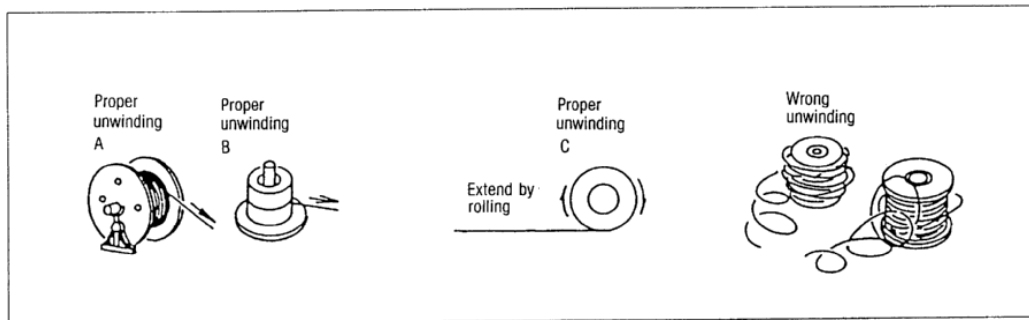 Proper
unwinding
A
Proper
unwinding
B
Proper
unwinding
C
Extend by
rolling
Wrong
unwinding